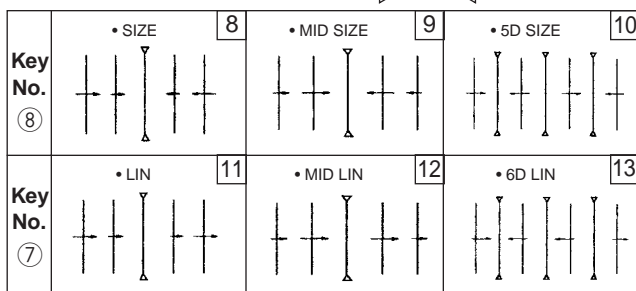 Key No. ⑧
• SIZE 8
• MID SIZE 9
• 5D SIZE 10
Key No. ⑦
• LIN 11
• MID LIN 12
• 6D LIN 13